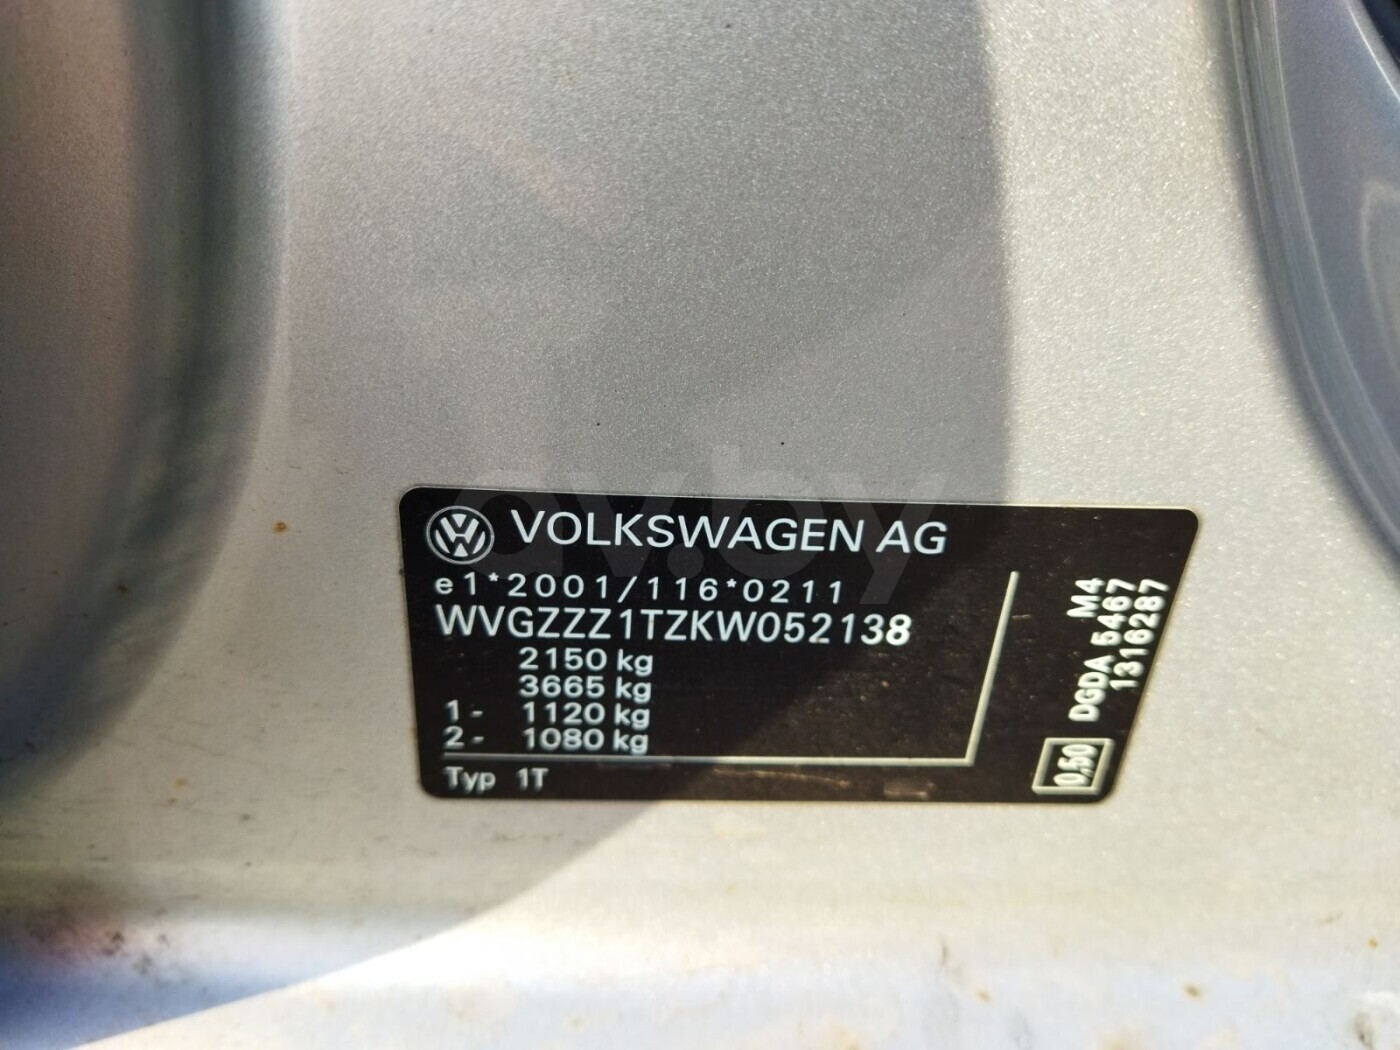 VOLKSWAGEN AG
e1*2001/116*0211
WVGZZZ1TZKW052138
2150 kg
3665 kg
1- 1120 kg
2- 1080 kg
Typ 1T
M4
DGDA 5467
1316287
0,50
av.by